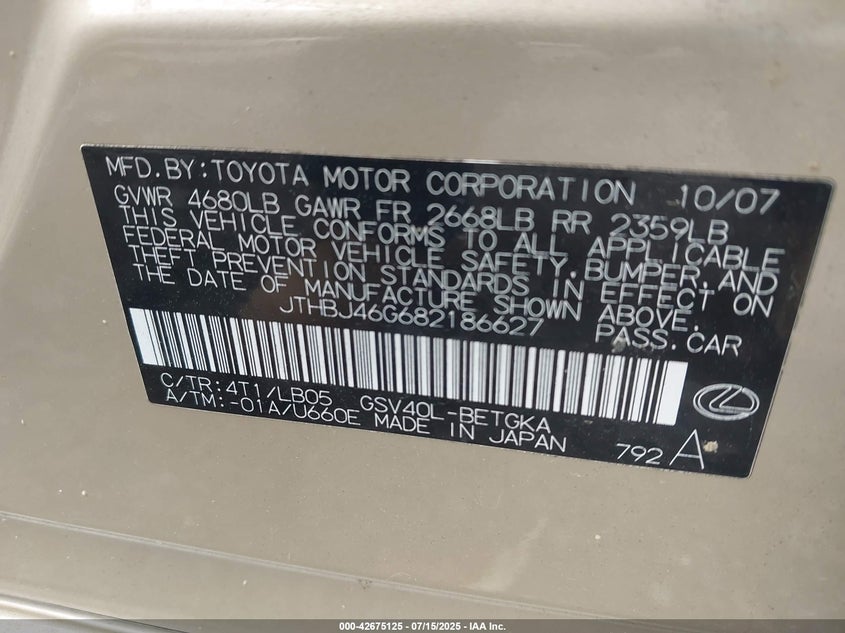 MFD.BY:TOYOTA MOTOR CORPORATION 10/07
GVWR 4680LB GAWR FR 2668LB RR 2359LB
THIS VEHICLE CONFORMS TO ALL APPLICABLE
FEDERAL MOTOR VEHICLE SAFETY,BUMPER,AND
THEFT PREVENTION STANDARDS IN EFFECT ON
THE DATE OF MANUFACTURE SHOWN ABOVE.
JTHBJ46G682186627 PASS.CAR
C/TR:4T1/LB05 GSV40L-BETGKA
A/TM:-01A/U660E MADE IN JAPAN 792 A
000-42675125 - 07/15/2025 - IAA Inc.